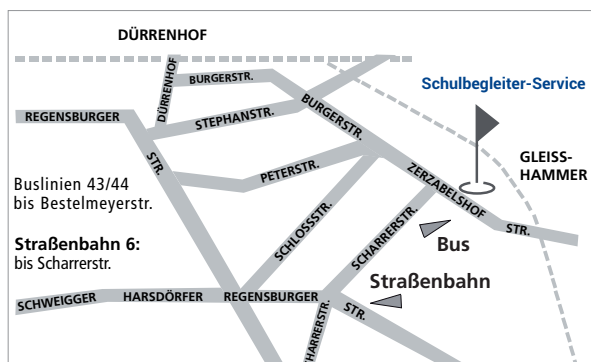 DÜRRENHOF
DÜRRENHOF
BURGERSTR.
Schulbegleiter-Service
REGENSBURGER
STEPHANSTR.
BURGERSTR.
STR.
GLEISS-
HAMMER
PETERSTR.
ZERZABELSHOF
STR.
Buslinien 43/44
bis Bestelmeyerstr.
SCHLOSSSTR.
SCHARRERSTR.
Bus
Straßenbahn 6:
bis Scharrerstr.
Straßenbahn
SCHWEIGGER
HARSDÖRFER
REGENSBURGER
STR.
HARRERSTR.